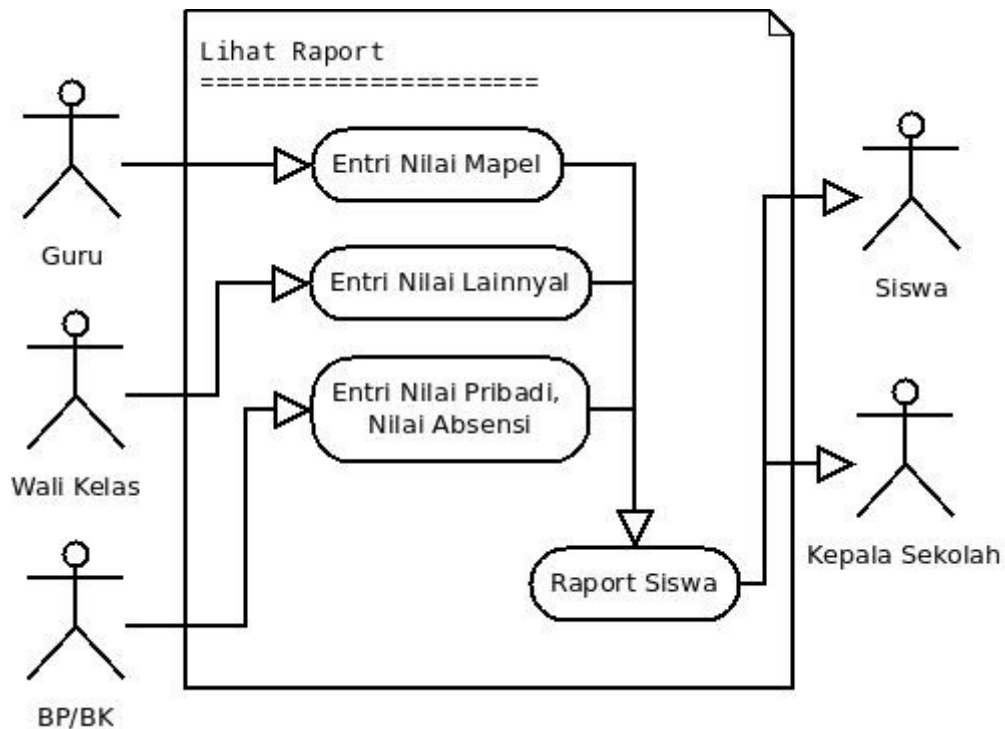 Lihat Raport
======================
Entri Nilai Mapel
Guru
Entri Nilai Lainnyal
Siswa
Entri Nilai Pribadi,
Nilai Absensi
Wali Kelas
Kepala Sekolah
Raport Siswa
BP/BK